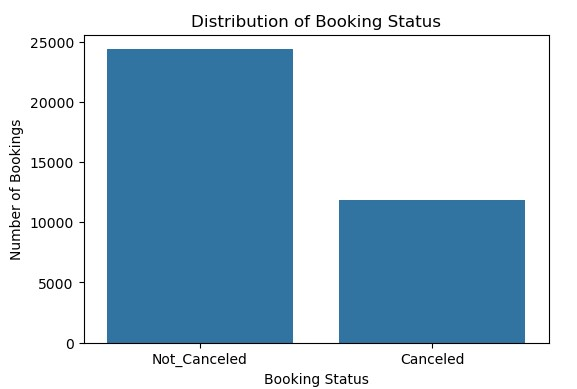 Distribution of Booking Status
25000
20000
15000
10000
5000
0
Number of Bookings
Not_Canceled
Canceled
Booking Status